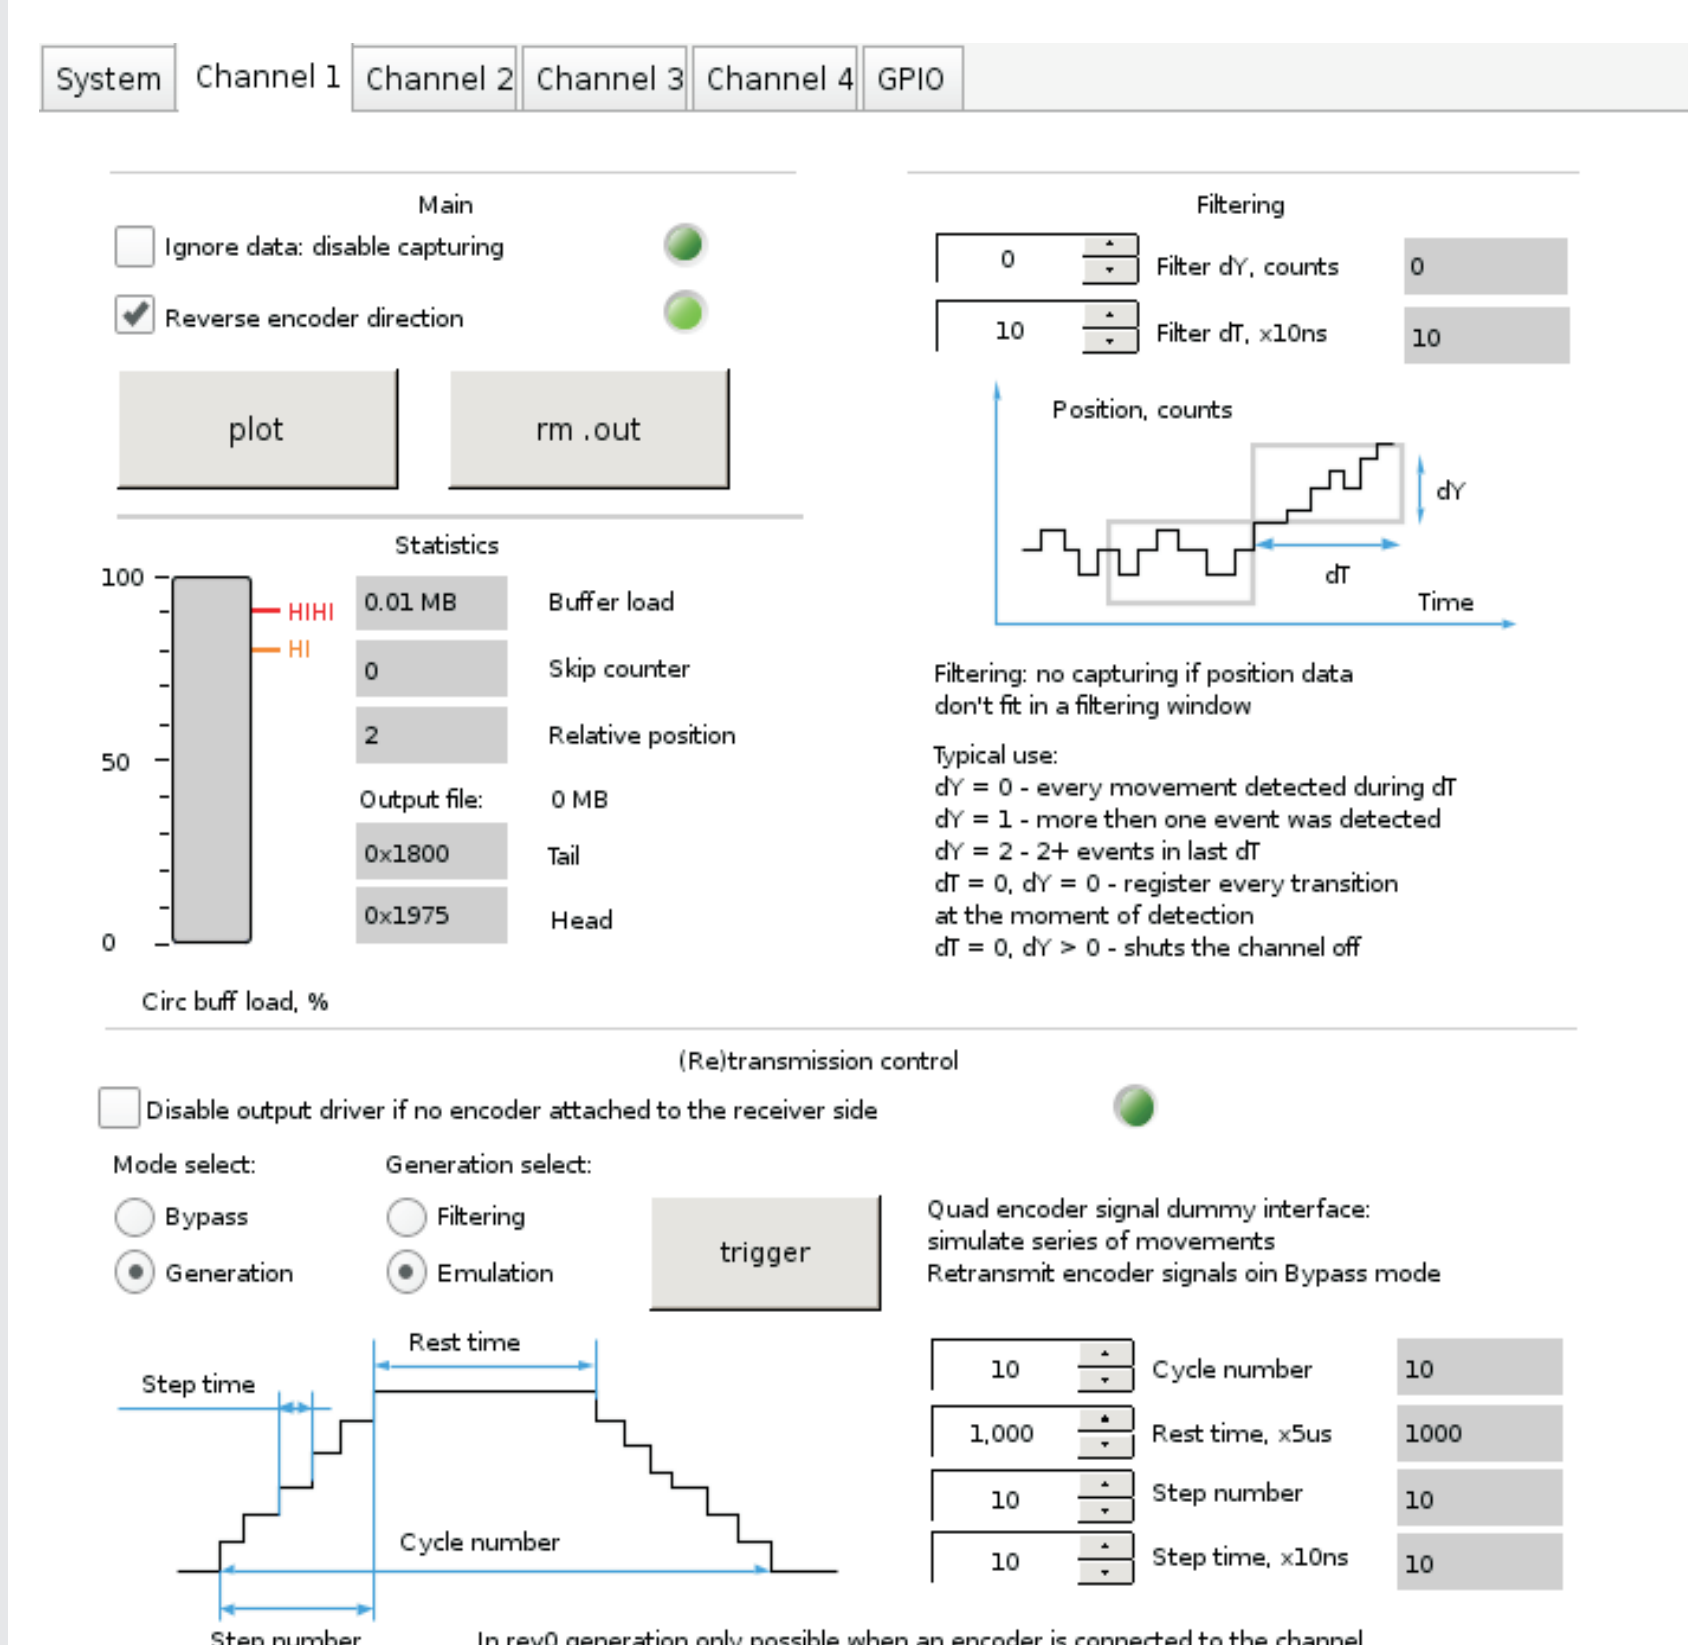 System
Channel 1
Channel 2
Channel 3
Channel 4
GPIO
Main
Ignore data: disable capturing
Reverse encoder direction
plot
rm .out
Statistics
100
50
0
HIHI
HI
0.01 MB
Buffer load
0
Skip counter
2
Relative position
Output file:
0 MB
0x1800
Tail
0x1975
Head
Circ buff load, %
Filtering
0
Filter dY, counts
0
10
Filter dT, x10ns
10
Position, counts
dY
dT
Time
Filtering: no capturing if position data
don't fit in a filtering window
Typical use:
dY = 0 - every movement detected during dT
dY = 1 - more then one event was detected
dY = 2 - 2+ events in last dT
dT = 0, dY = 0 - register every transition
at the moment of detection
dT = 0, dY > 0 - shuts the channel off
(Re)transmission control
Disable output driver if no encoder attached to the receiver side
Mode select:
Bypass
Generation
Generation select:
Filtering
Emulation
trigger
Quad encoder signal dummy interface:
simulate series of movements
Retransmit encoder signals oin Bypass mode
Rest time
Step time
Cycle number
Step number
10
Cycle number
10
1,000
Rest time, x5us
1000
10
Step number
10
10
Step time, x10ns
10
In rev0 generation only possible when an encoder is connected to the channel